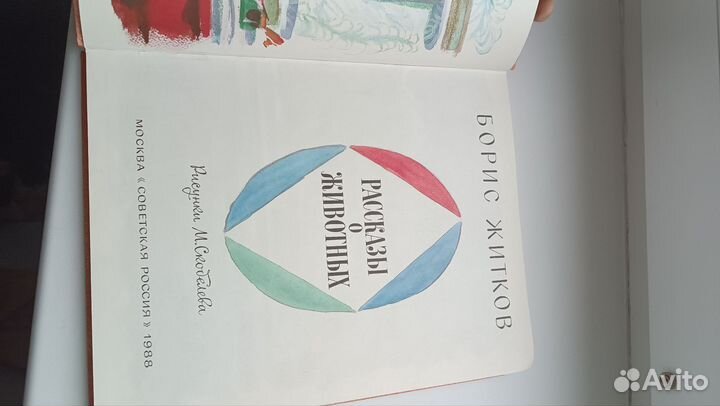 БОРИС ЖИТКОВ
РАССКАЗЫ
О
ЖИВОТНЫХ
Рисунки М. Скобелева
МОСКВА «СОВЕТСКАЯ РОССИЯ» 1988
Avito